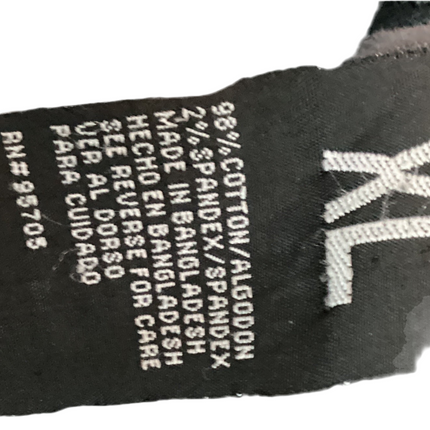 XL
98%COTTON/ALGODON
2%SPANDEX/SPANDEX
MADE IN BANGLADESH
HECHO EN BANGLADESH
SEE REVERSE FOR CARE
VER AL DORSO
PARA CUIDADO
RN#95705